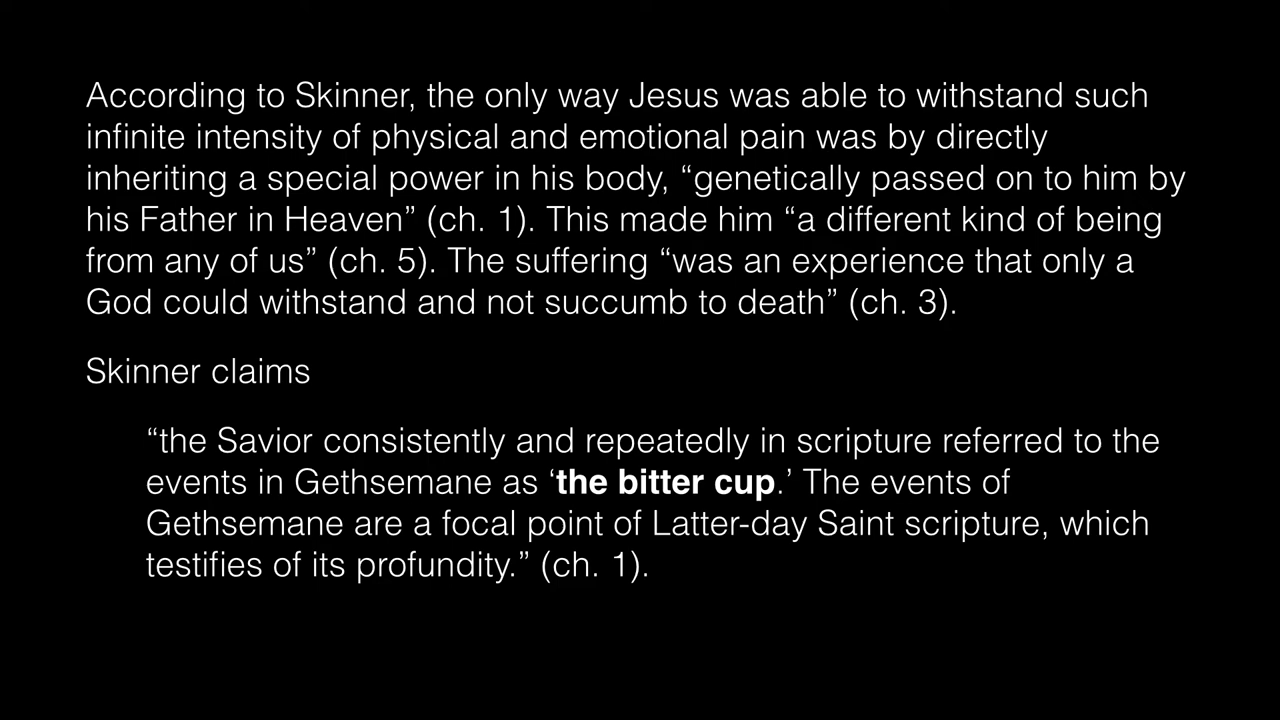 According to Skinner, the only way Jesus was able to withstand such
infinite intensity of physical and emotional pain was by directly
inheriting a special power in his body, “genetically passed on to him by
his Father in Heaven” (ch. 1). This made him “a different kind of being
from any of us” (ch. 5). The suffering “was an experience that only a
God could withstand and not succumb to death” (ch. 3).
Skinner claims
“the Savior consistently and repeatedly in scripture referred to the
events in Gethsemane as ‘the bitter cup.’ The events of
Gethsemane are a focal point of Latter-day Saint scripture, which
testifies of its profundity.” (ch. 1).